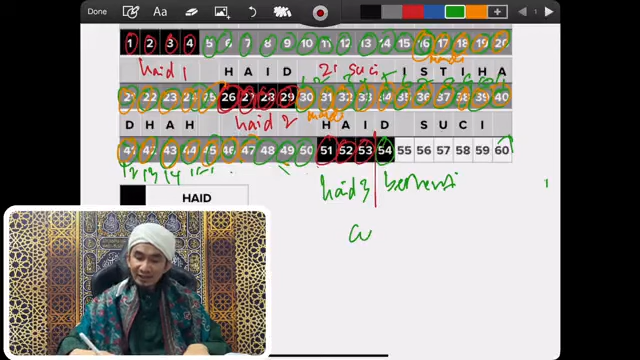 1
1 2 3 4 5 6 7 8 9 10 11 12 13 14 15 16 17 18 19 20
haid 1 H A I D 21 suci I S T I H A
21 22 23 24 25 26 27 28 29 30 31 32 33 34 35 36 37 38 39 40
D H A H haid 2 H A I D S U C I
41 42 43 44 45 46 47 48 49 50 51 52 53 54 55 56 57 58 59 60
12 13 14
haid 3 berhenti
HAID